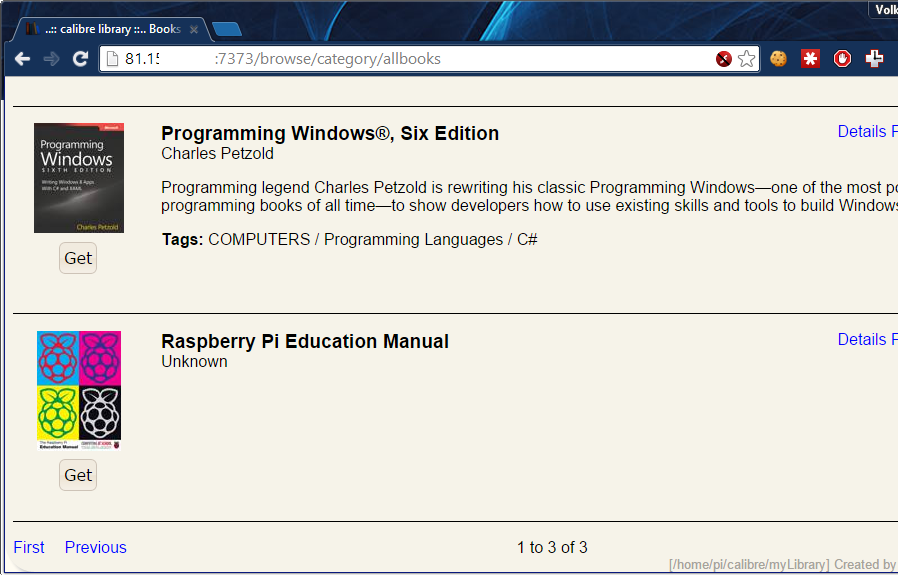 Volk
..:: calibre library ::.. Books
81.15 :7373/browse/category/allbooks
Microsoft
Programming
Windows
SIXTH EDITION
Writing Windows 8 Apps
With C# and XAML
Charles Petzold
Get
Programming Windows®, Six Edition
Charles Petzold
Details
Programming legend Charles Petzold is rewriting his classic Programming Windows—one of the most po
programming books of all time—to show developers how to use existing skills and tools to build Windows
Tags: COMPUTERS / Programming Languages / C#
The Raspberry Pi
Education Manual
Get
Raspberry Pi Education Manual
Unknown
Details
First Previous
1 to 3 of 3
[/home/pi/calibre/myLibrary] Created by